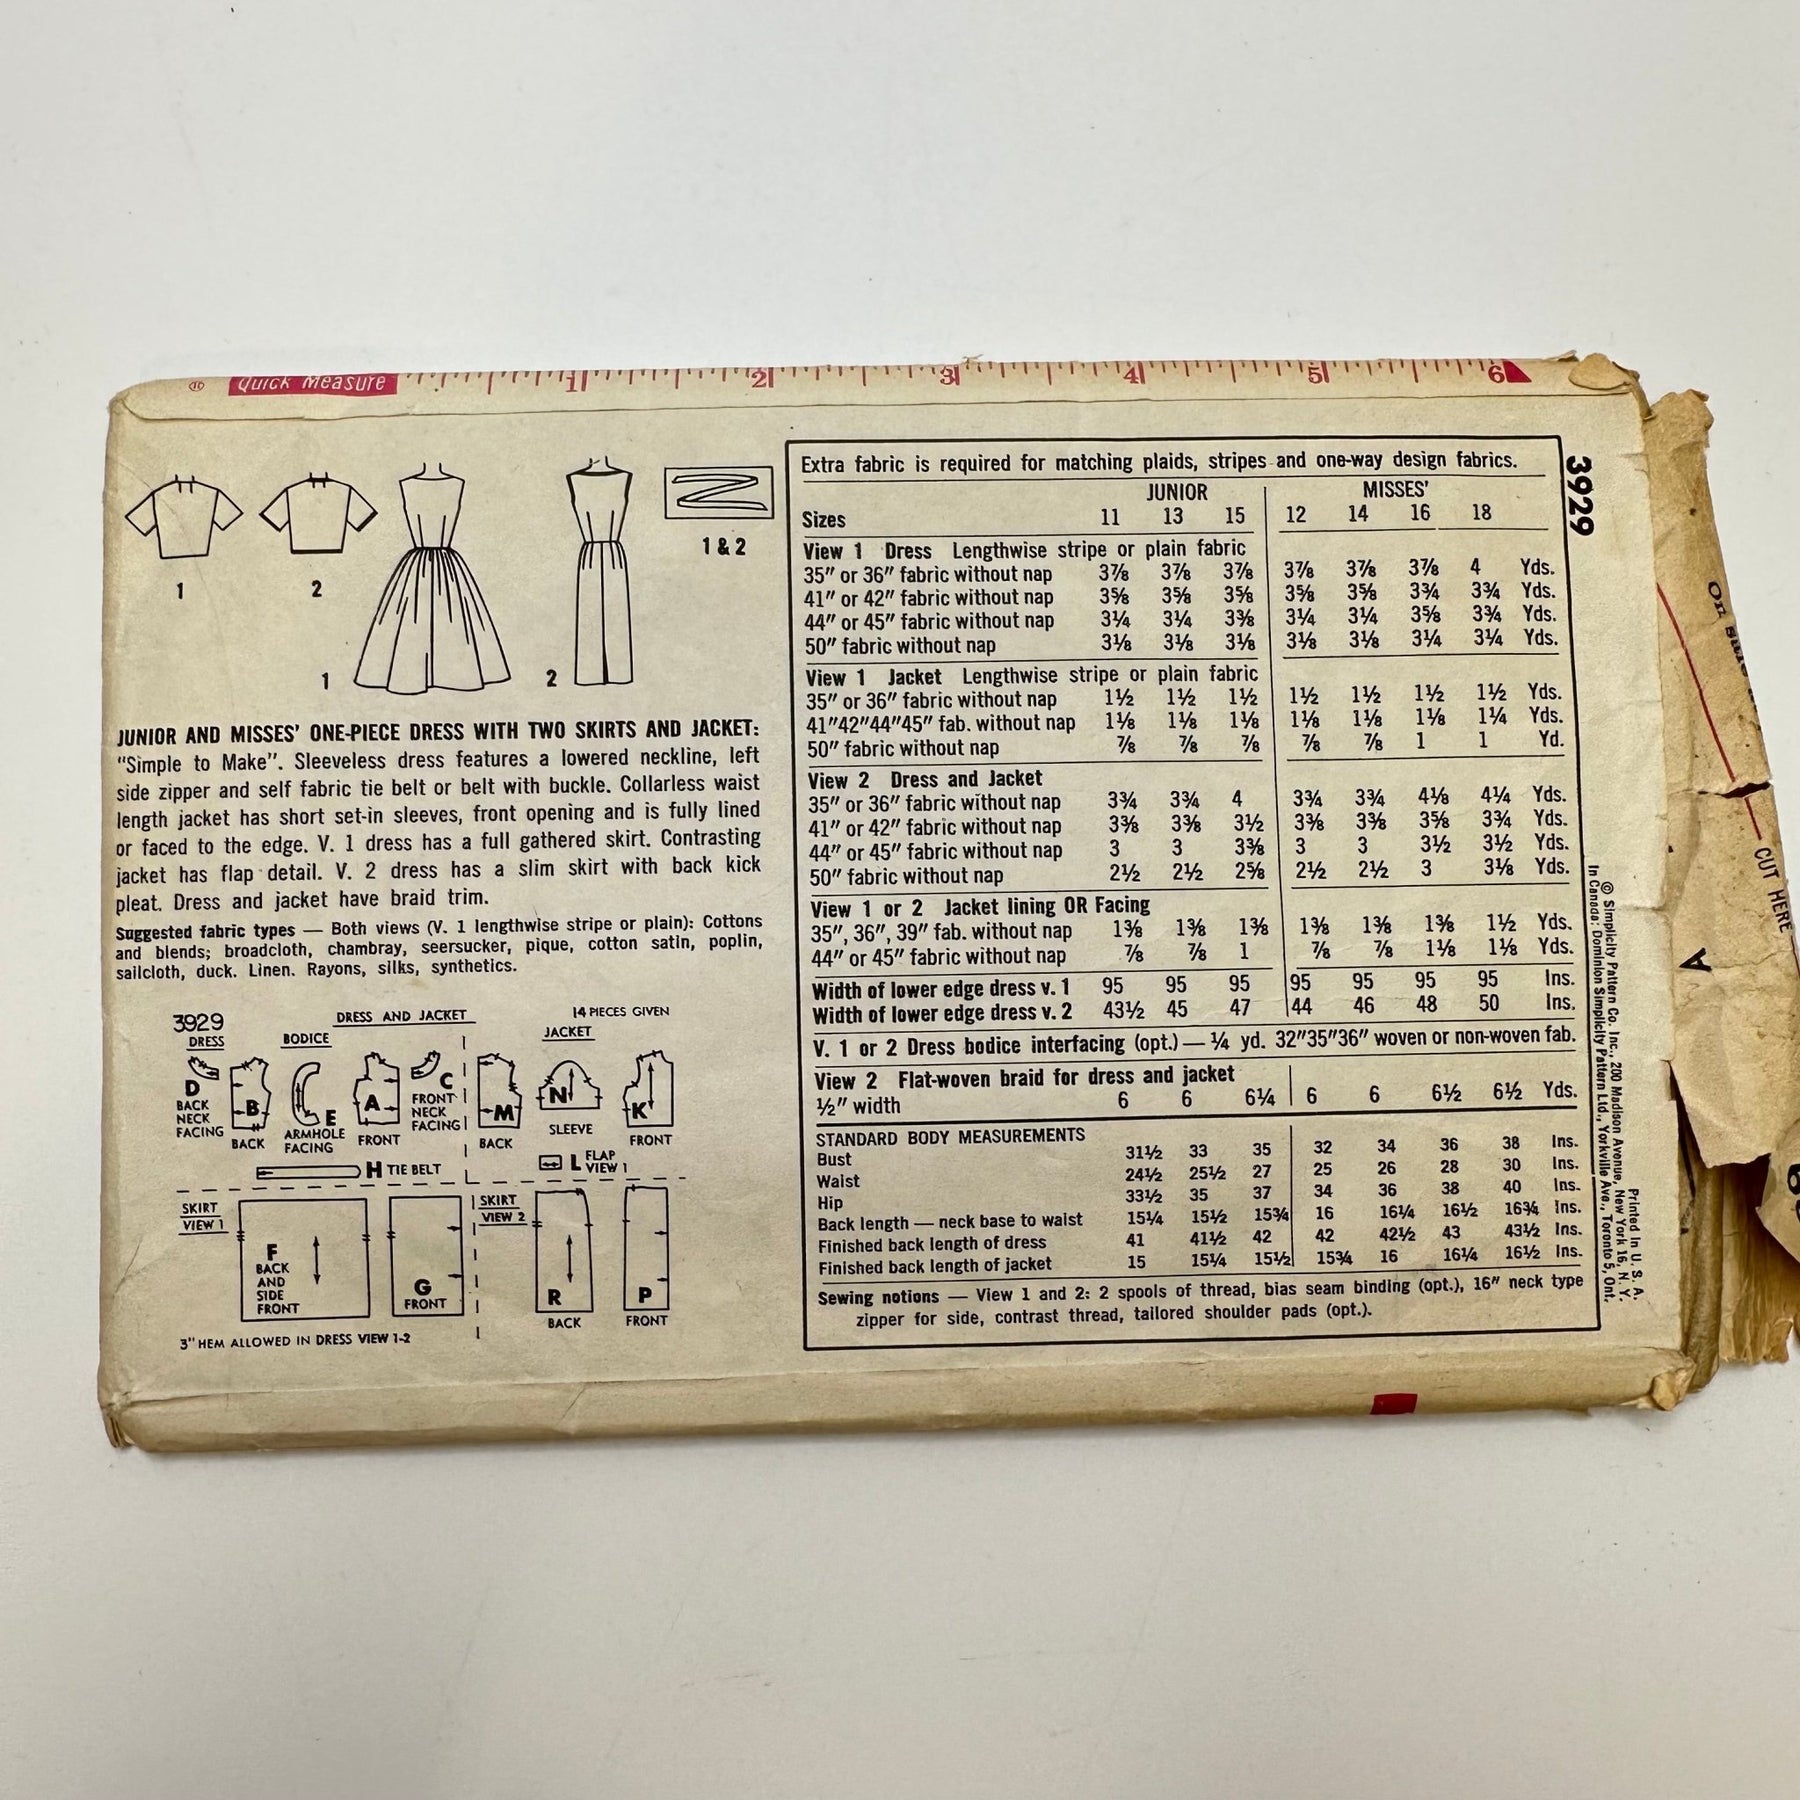 Quick Measure 1 2 3 4 5 6
1
2
1
2
1 & 2
JUNIOR AND MISSES' ONE-PIECE DRESS WITH TWO SKIRTS AND JACKET:
"Simple to Make". Sleeveless dress features a lowered neckline, left
side zipper and self fabric tie belt or belt with buckle. Collarless waist
length jacket has short set-in sleeves, front opening and is fully lined
or faced to the edge. V. 1 dress has a full gathered skirt. Contrasting
jacket has flap detail. V. 2 dress has a slim skirt with back kick
pleat. Dress and jacket have braid trim.
Suggested fabric types — Both views (V. 1 lengthwise stripe or plain): Cottons
and blends; broadcloth, chambray, seersucker, pique, cotton satin, poplin,
sailcloth, duck. Linen. Rayons, silks, synthetics.
3929
DRESS AND JACKET
14 PIECES GIVEN
DRESS
BODICE
JACKET
D
BACK
NECK
FACING
B
BACK
E
ARMHOLE
FACING
A
FRONT
C
FRONT
NECK
FACING
M
BACK
N
SLEEVE
K
FRONT
H TIE BELT
L FLAP
VIEW 1
SKIRT
VIEW 1
F
BACK
AND
SIDE
FRONT
G
FRONT
SKIRT
VIEW 2
R
BACK
P
FRONT
3" HEM ALLOWED IN DRESS VIEW 1-2
Extra fabric is required for matching plaids, stripes and one-way design fabrics.
JUNIOR MISSES'
Sizes 11 13 15 12 14 16 18
View 1 Dress Lengthwise stripe or plain fabric
35" or 36" fabric without nap 3⅞ 3⅞ 3⅞ 3⅞ 3⅞ 3⅞ 4 Yds.
41" or 42" fabric without nap 3⅝ 3⅝ 3⅝ 3⅝ 3⅝ 3¾ 3¾ Yds.
44" or 45" fabric without nap 3¼ 3¼ 3⅜ 3¼ 3¼ 3⅝ 3¾ Yds.
50" fabric without nap 3⅛ 3⅛ 3⅛ 3⅛ 3⅛ 3¼ 3¼ Yds.
View 1 Jacket Lengthwise stripe or plain fabric
35" or 36" fabric without nap 1½ 1½ 1½ 1½ 1½ 1½ 1½ Yds.
41"42"44"45" fab. without nap 1⅛ 1⅛ 1⅛ 1⅛ 1⅛ 1⅛ 1¼ Yds.
50" fabric without nap ⅞ ⅞ ⅞ ⅞ ⅞ 1 1 Yd.
View 2 Dress and Jacket
35" or 36" fabric without nap 3¾ 3¾ 4 3¾ 3¾ 4⅛ 4¼ Yds.
41" or 42" fabric without nap 3⅜ 3⅜ 3½ 3⅜ 3⅜ 3⅝ 3¾ Yds.
44" or 45" fabric without nap 3 3 3⅜ 3 3 3½ 3½ Yds.
50" fabric without nap 2½ 2½ 2⅝ 2½ 2½ 3 3⅛ Yds.
View 1 or 2 Jacket lining OR Facing
35", 36", 39" fab. without nap 1⅜ 1⅜ 1⅜ 1⅜ 1⅜ 1⅜ 1½ Yds.
44" or 45" fabric without nap ⅞ ⅞ 1 ⅞ ⅞ 1⅛ 1⅛ Yds.
Width of lower edge dress v. 1 95 95 95 95 95 95 95 Ins.
Width of lower edge dress v. 2 43½ 45 47 44 46 48 50 Ins.
V. 1 or 2 Dress bodice interfacing (opt.) — ¼ yd. 32"35"36" woven or non-woven fab.
View 2 Flat-woven braid for dress and jacket
½" width 6 6 6¼ 6 6 6½ 6½ Yds.
STANDARD BODY MEASUREMENTS
Bust 31½ 33 35 32 34 36 38 Ins.
Waist 24½ 25½ 27 25 26 28 30 Ins.
Hip 33½ 35 37 34 36 38 40 Ins.
Back length — neck base to waist 15¼ 15½ 15¾ 16 16¼ 16½ 16¾ Ins.
Finished back length of dress 41 41½ 42 42 42½ 43 43½ Ins.
Finished back length of jacket 15 15¼ 15½ 15¾ 16 16¼ 16½ Ins.
Sewing notions — View 1 and 2: 2 spools of thread, bias seam binding (opt.), 16" neck type
zipper for side, contrast thread, tailored shoulder pads (opt.).
3929
© Simplicity Pattern Co. Inc., 200 Madison Avenue, New York 16, N. Y.
In Canada: Dominion Simplicity Pattern Ltd., Yorkville Ave., Toronto 5, Ont.
Printed in U. S. A.
On
CUT HERE
A